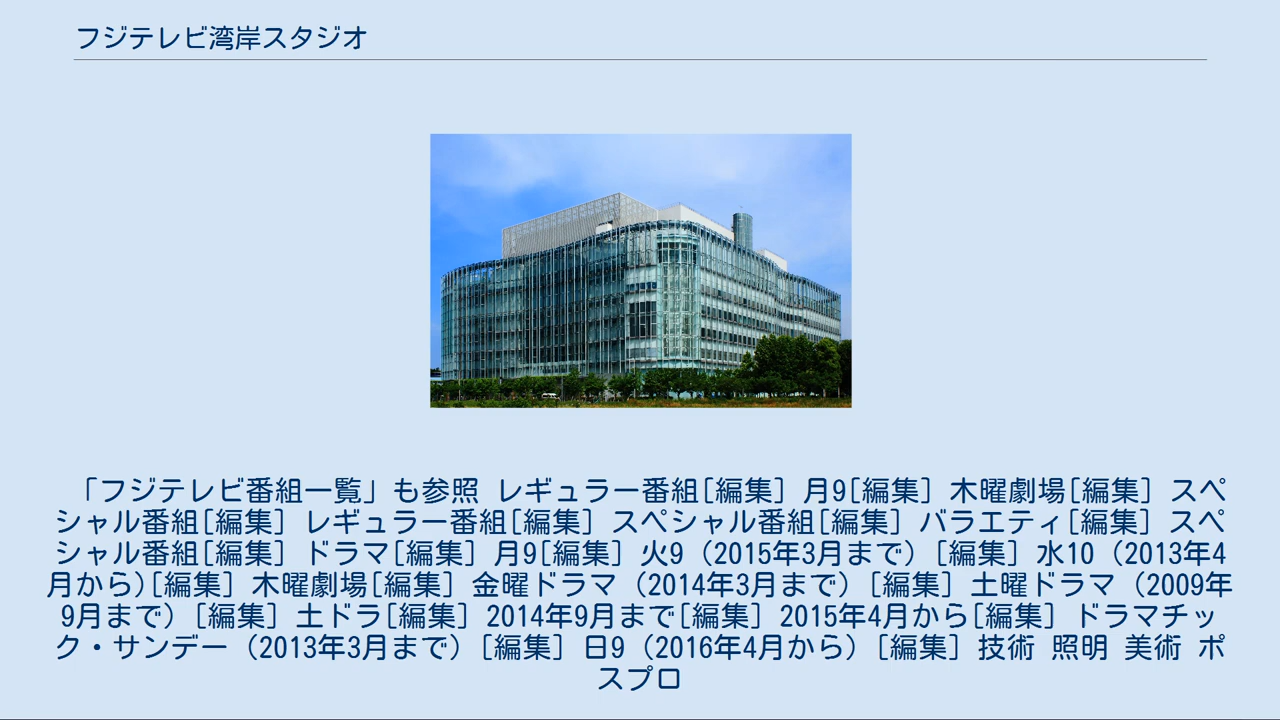 フジテレビ湾岸スタジオ
「フジテレビ番組一覧」も参照 レギュラー番組[編集] 月9[編集] 木曜劇場[編集] スペ
シャル番組[編集] レギュラー番組[編集] スペシャル番組[編集] バラエティ[編集] スペ
シャル番組[編集] ドラマ[編集] 月9[編集] 火9（2015年3月まで）[編集] 水10（2013年4
月から)[編集] 木曜劇場[編集] 金曜ドラマ（2014年3月まで）[編集] 土曜ドラマ（2009年
9月まで）[編集] 土ドラ[編集] 2014年9月まで[編集] 2015年4月から[編集] ドラマチッ
ク・サンデー（2013年3月まで）[編集] 日9（2016年4月から）[編集] 技術 照明 美術 ポ
スプロ